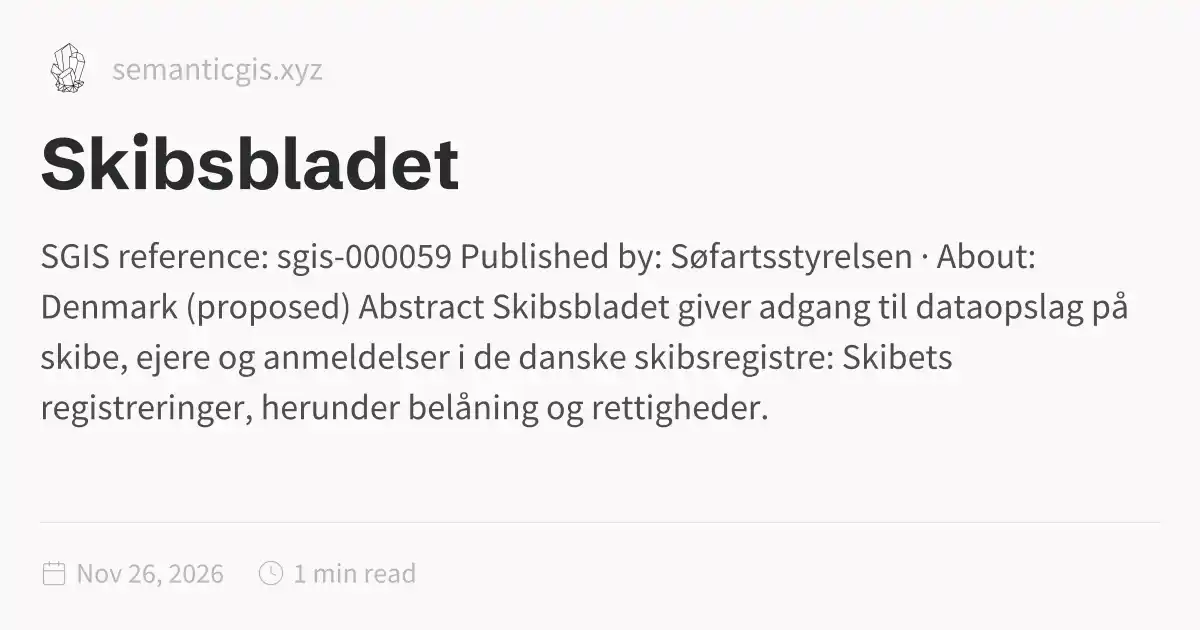 semanticgis.xyz
Skibsbladet
SGIS reference: sgis-000059 Published by: Søfartsstyrelsen · About:
Denmark (proposed) Abstract Skibsbladet giver adgang til dataopslag på
skibe, ejere og anmeldelser i de danske skibsregistre: Skibets
registreringer, herunder belåning og rettigheder.
Nov 26, 2026 1 min read